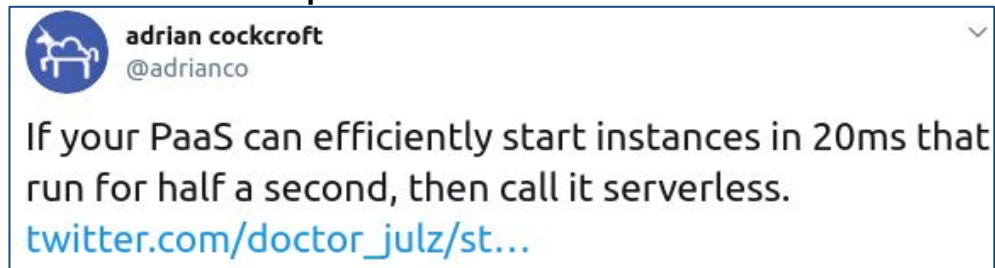 adrian cockcroft
@adrianco
If your PaaS can efficiently start instances in 20ms that
run for half a second, then call it serverless.
twitter.com/doctor_julz/st...